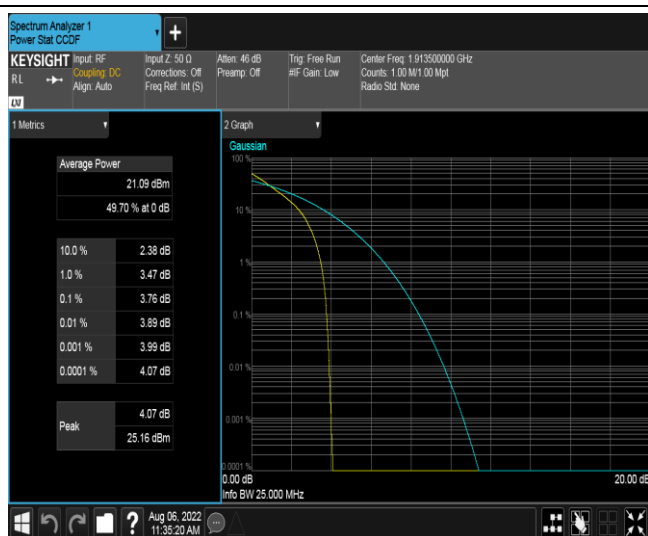 Spectrum Analyzer 1
Power Stat CCDF
+
KEYSIGHT
RL
LXI
Input: RF
Coupling: DC
Align: Auto
Input Z: 50 Ω
Corrections: Off
Freq Ref: Int (S)
Atten: 46 dB
Preamp: Off
Trig: Free Run
#IF Gain: Low
Center Freq: 1.913500000 GHz
Counts: 1.00 M/1.00 Mpt
Radio Std: None
1 Metrics
Average Power
21.09 dBm
49.70 % at 0 dB
10.0 % 2.38 dB
1.0 % 3.47 dB
0.1 % 3.76 dB
0.01 % 3.89 dB
0.001 % 3.99 dB
0.0001 % 4.07 dB
Peak
4.07 dB
25.16 dBm
2 Graph
Gaussian
100 %
10 %
1 %
0.1 %
0.01 %
0.001 %
0.0001 %
0.00 dB 20.00 dB
Info BW 25.000 MHz
?
Aug 06, 2022
11:35:20 AM